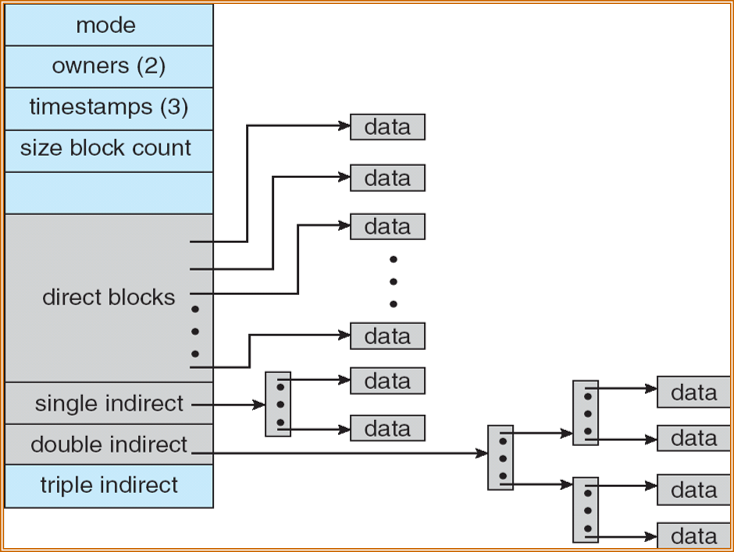 mode
owners (2)
timestamps (3)
size block count
direct blocks
single indirect
double indirect
triple indirect
data
data
data
data
data
data
data
data
data
data